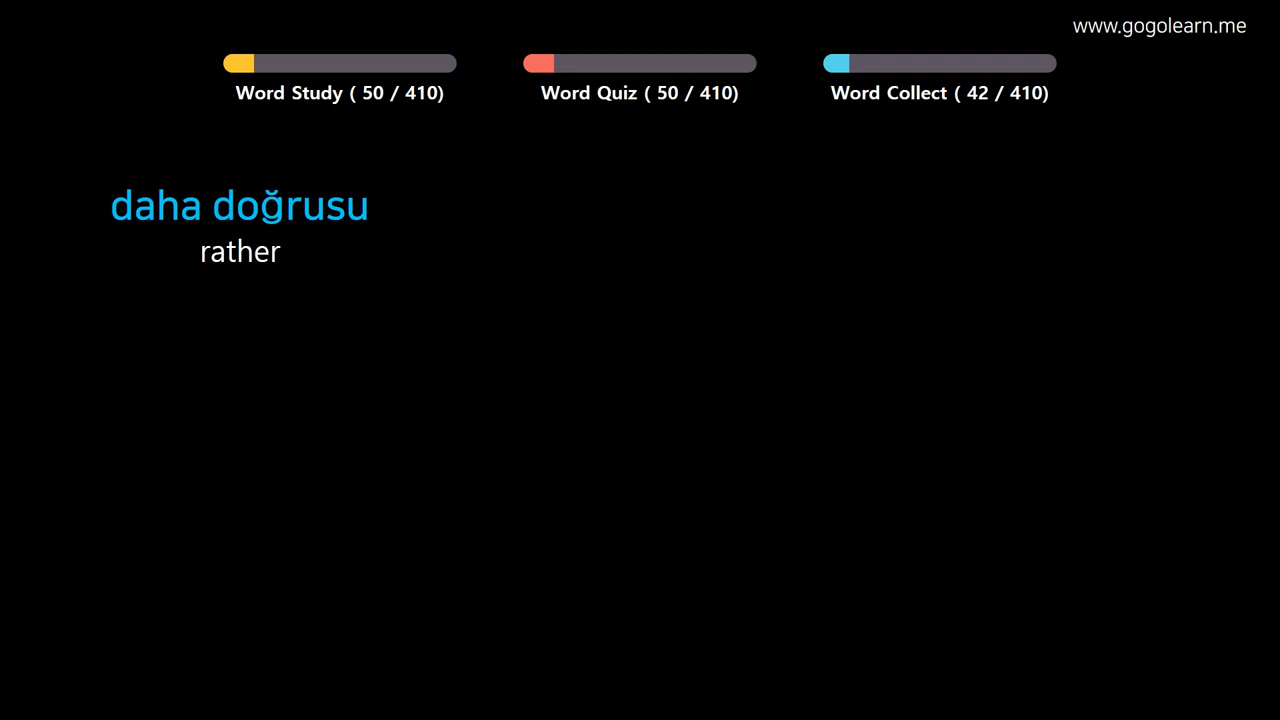 www.gogolearn.me
Word Study ( 50 / 410)
Word Quiz ( 50 / 410)
Word Collect ( 42 / 410)
daha doğrusu
rather